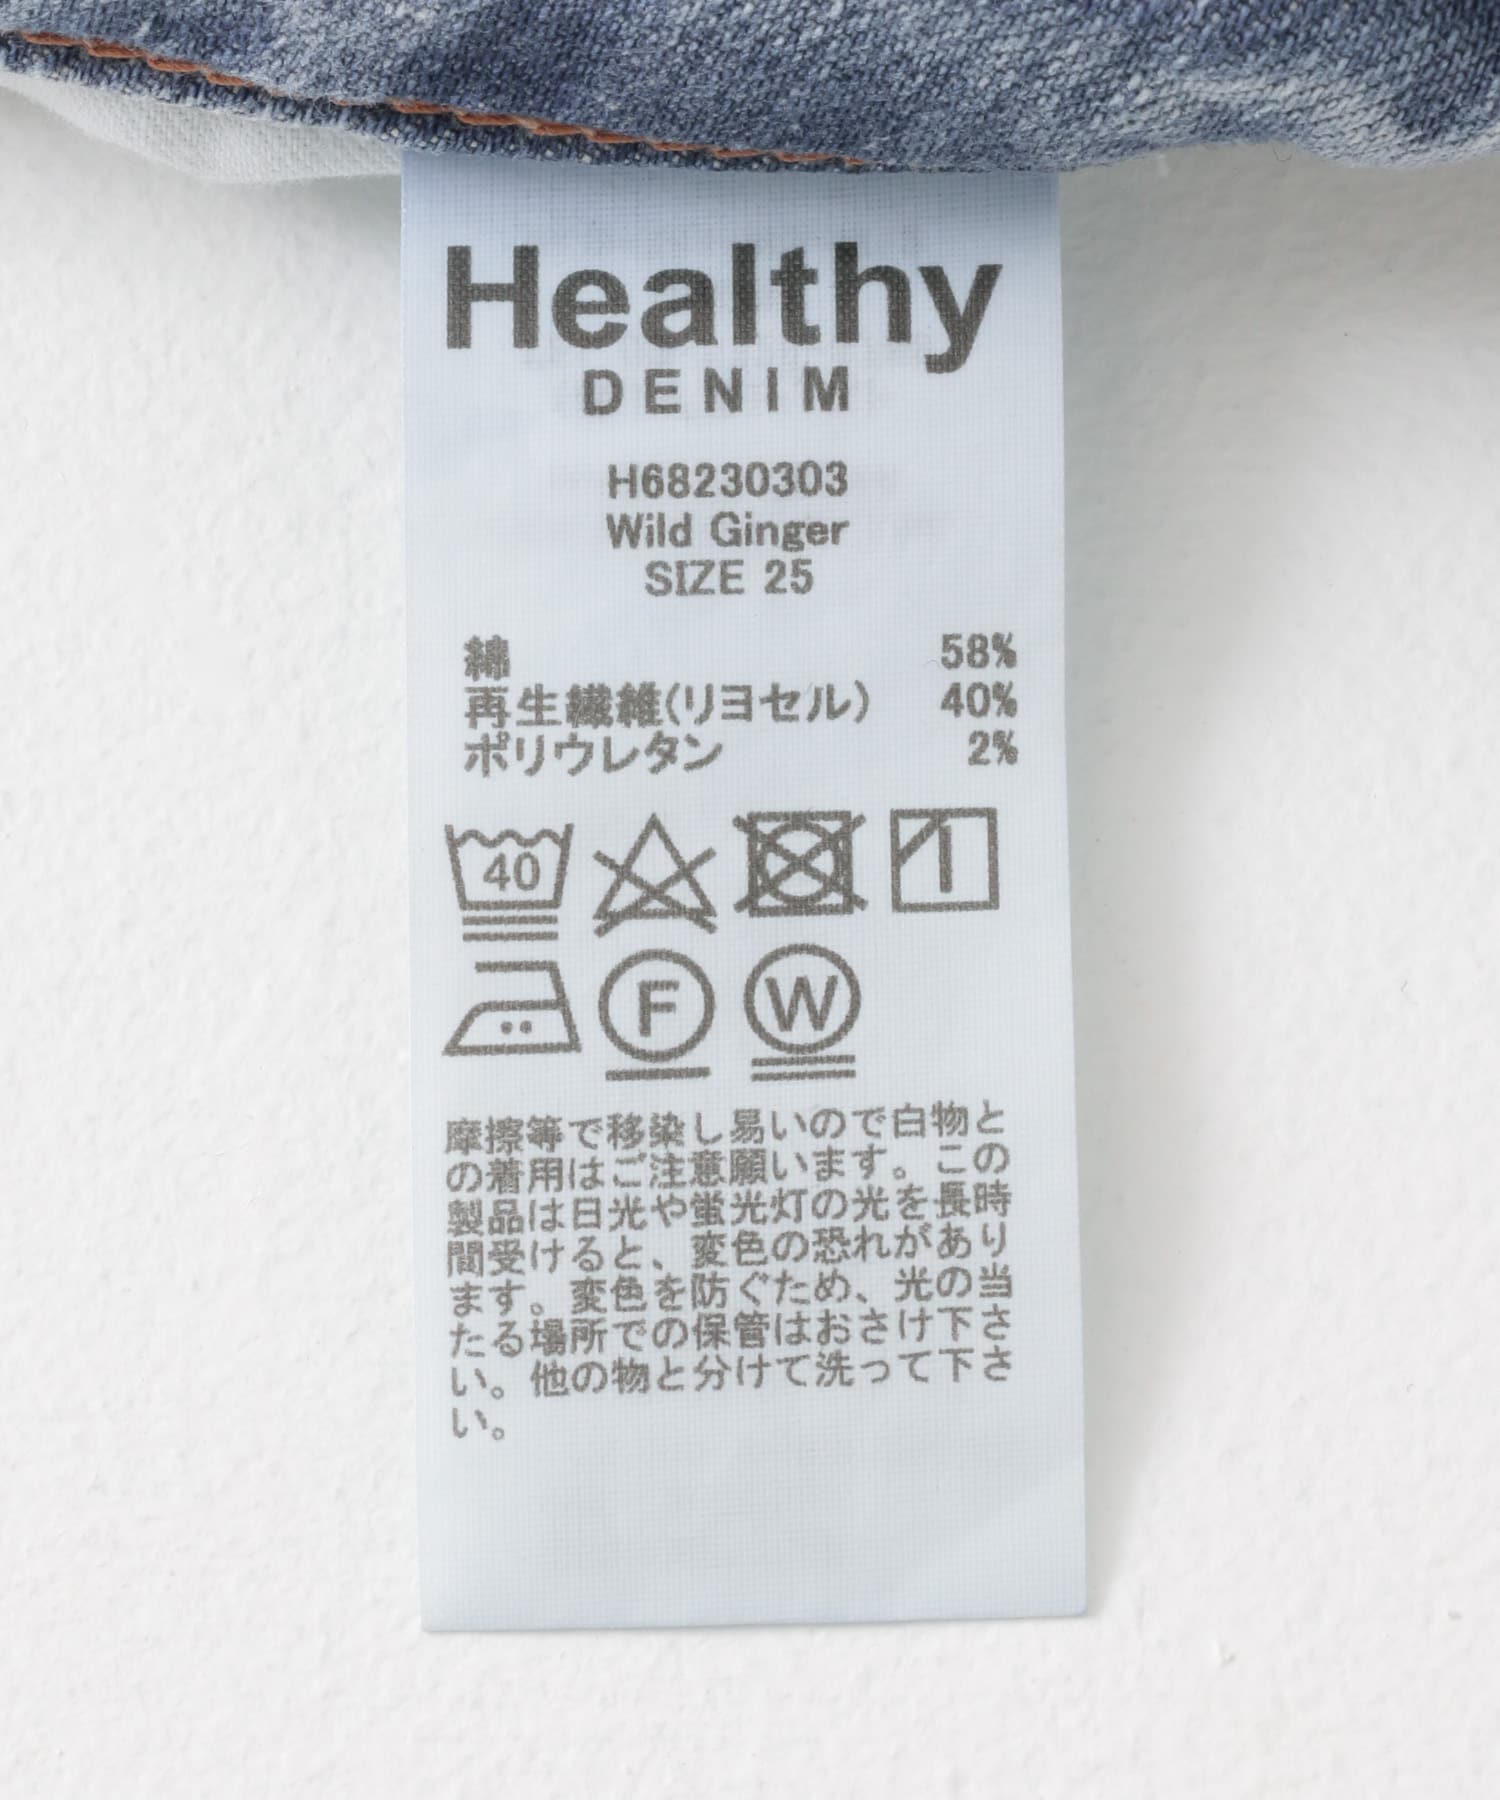 Healthy
DENIM
H68230303
Wild Ginger
SIZE 25
綿 58%
再生繊維(リヨセル) 40%
ポリウレタン 2%
40
F W
摩擦等で移染し易いので白物と
の着用はご注意願います。この
製品は日光や蛍光灯の光を長時
間受けると、変色の恐れがあり
ます。変色を防ぐため、光の当
たる場所での保管はおさけ下さ
い。他の物と分けて洗って下さ
い。